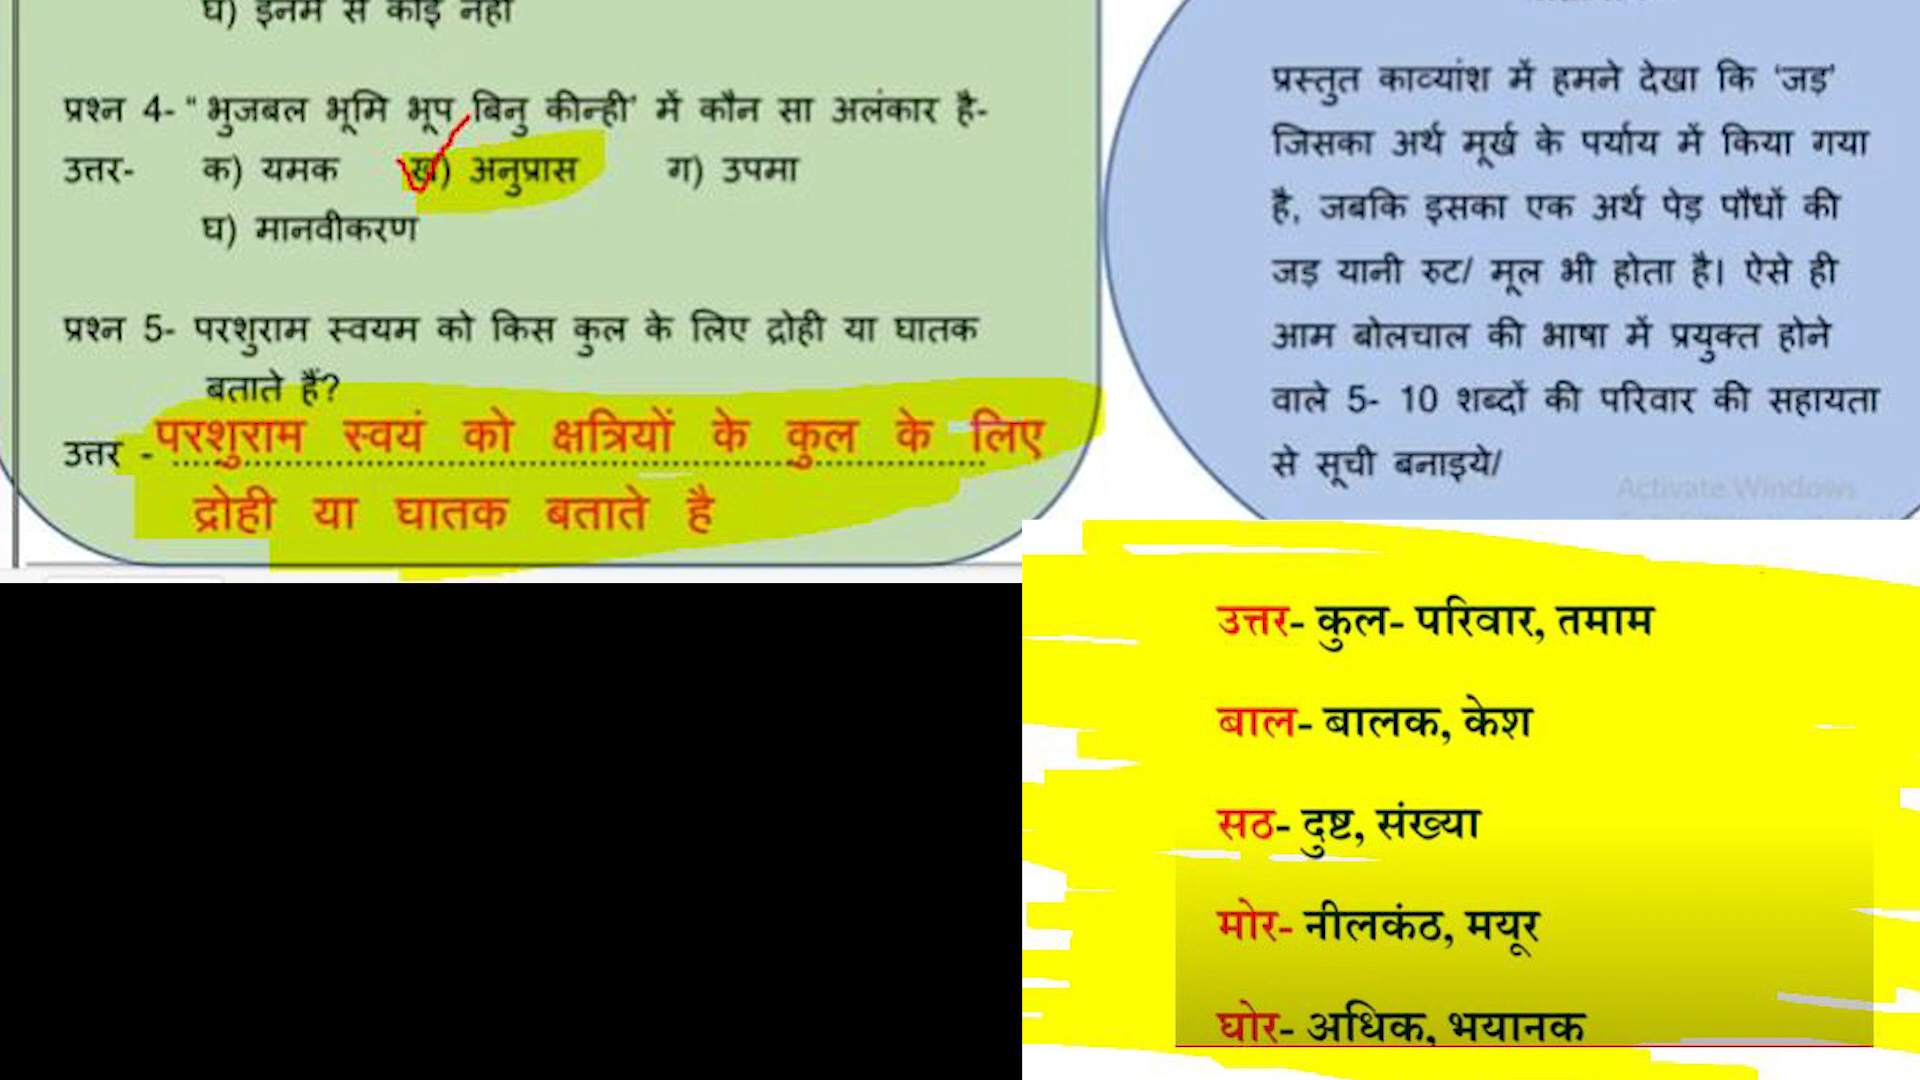 घ) इनमें से कोई नहीं
प्रश्न 4- “ भुजबल भूमि भूप बिनु कीन्ही’ में कौन सा अलंकार है-
उत्तर- क) यमक ख) अनुप्रास ग) उपमा
घ) मानवीकरण
प्रश्न 5- परशुराम स्वयम को किस कुल के लिए द्रोही या घातक
बताते हैं?
उत्तर - परशुराम स्वयं को क्षत्रियों के कुल के लिए
द्रोही या घातक बताते है
प्रस्तुत काव्यांश में हमने देखा कि ‘जड़’
जिसका अर्थ मूर्ख के पर्याय में किया गया
है, जबकि इसका एक अर्थ पेड़ पौधों की
जड़ यानी रुट/ मूल भी होता है। ऐसे ही
आम बोलचाल की भाषा में प्रयुक्त होने
वाले 5- 10 शब्दों की परिवार की सहायता
से सूची बनाइये/
Activate Windows
उत्तर- कुल- परिवार, तमाम
बाल- बालक, केश
सठ- दुष्ट, संख्या
मोर- नीलकंठ, मयूर
घोर- अधिक, भयानक